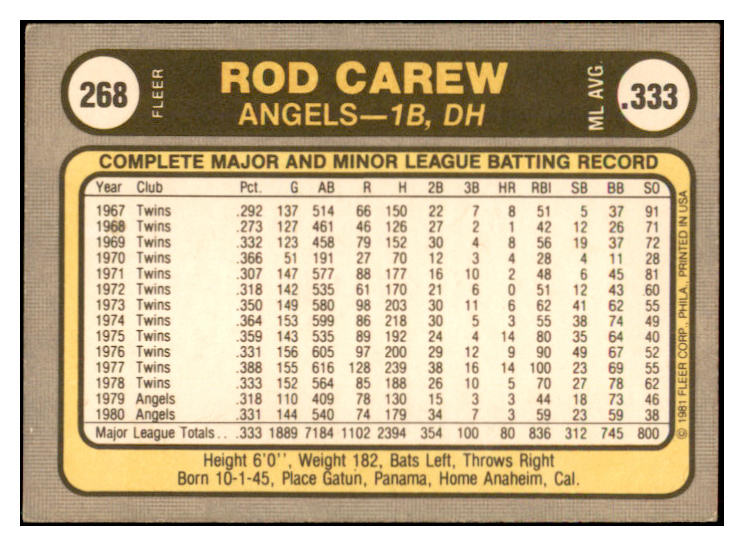 268 FLEER ROD CAREW ML AVG. .333
ANGELS—1B, DH
COMPLETE MAJOR AND MINOR LEAGUE BATTING RECORD
Year Club Pct. G AB R H 2B 3B HR RBI SB BB SO
1967 Twins .292 137 514 66 150 22 7 8 51 5 37 91
1968 Twins .273 127 461 46 126 27 2 1 42 12 26 71
1969 Twins .332 123 458 79 152 30 4 8 56 19 37 72
1970 Twins .366 51 191 27 70 12 3 4 28 4 11 28
1971 Twins .307 147 577 88 177 16 10 2 48 6 45 81
1972 Twins .318 142 535 61 170 21 6 0 51 12 43 60
1973 Twins .350 149 580 98 203 30 11 6 62 41 62 55
1974 Twins .364 153 599 86 218 30 5 3 55 38 74 49
1975 Twins .359 143 535 89 192 24 4 14 80 35 64 40
1976 Twins .331 156 605 97 200 29 12 9 90 49 67 52
1977 Twins .388 155 616 128 239 38 16 14 100 23 69 55
1978 Twins .333 152 564 85 188 26 10 5 70 27 78 62
1979 Angels .318 110 409 78 130 15 3 3 44 18 73 46
1980 Angels .331 144 540 74 179 34 7 3 59 23 59 38
Major League Totals . . .333 1889 7184 1102 2394 354 100 80 836 312 745 800
Height 6'0'', Weight 182, Bats Left, Throws Right
Born 10-1-45, Place Gatun, Panama, Home Anaheim, Cal.
© 1981 FLEER CORP., PHILA., PRINTED IN USA